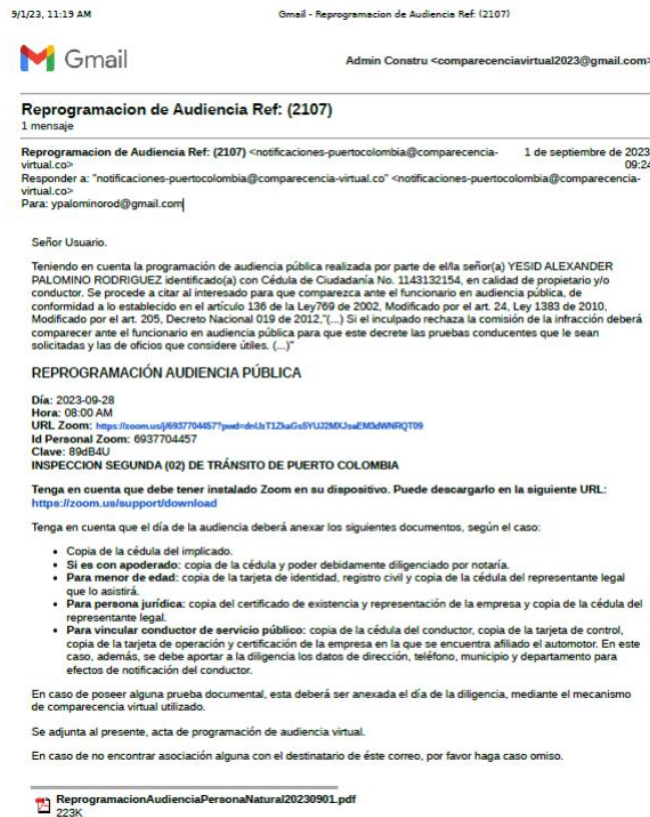 9/1/23, 11:19 AM
Gmail - Reprogramacion de Audiencia Ref: (2107)
Gmail
Admin Constru <comparecenciavirtual2023@gmail.com>
Reprogramacion de Audiencia Ref: (2107)
1 mensaje
Reprogramacion de Audiencia Ref: (2107) <notificaciones-puertocolombia@comparecencia-
virtual.co>
1 de septiembre de 2023
09:24
Responder a: "notificaciones-puertocolombia@comparecencia-virtual.co" <notificaciones-puertocolombia@comparecencia-
virtual.co>
Para: ypalominorod@gmail.com
Señor Usuario.
Teniendo en cuenta la programación de audiencia pública realizada por parte de el/la señor(a) YESID ALEXANDER
PALOMINO RODRIGUEZ identificado(a) con Cédula de Ciudadanía No. 1143132154, en calidad de propietario y/o
conductor. Se procede a citar al interesado para que comparezca ante el funcionario en audiencia pública, de
conformidad a lo establecido en el artículo 136 de la Ley769 de 2002, Modificado por el art. 24, Ley 1383 de 2010,
Modificado por el art. 205, Decreto Nacional 019 de 2012,"(...) Si el inculpado rechaza la comisión de la infracción deberá
comparecer ante el funcionario en audiencia pública para que este decrete las pruebas conducentes que le sean
solicitadas y las de oficios que considere útiles. (...)"
REPROGRAMACIÓN AUDIENCIA PÚBLICA
Día: 2023-09-28
Hora: 08:00 AM
URL Zoom:
Id Personal Zoom: 6937704457
Clave: 89dB4U
INSPECCION SEGUNDA (02) DE TRÁNSITO DE PUERTO COLOMBIA
Tenga en cuenta que debe tener instalado Zoom en su dispositivo. Puede descargarlo en la siguiente URL:
https://zoom.us/support/download
Tenga en cuenta que el día de la audiencia deberá anexar los siguientes documentos, según el caso:
• Copia de la cédula del implicado.
• Si es con apoderado: copia de la cédula y poder debidamente diligenciado por notaría.
• Para menor de edad: copia de la tarjeta de identidad, registro civil y copia de la cédula del representante legal
que lo asistirá.
• Para persona jurídica: copia del certificado de existencia y representación de la empresa y copia de la cédula del
representante legal.
• Para vincular conductor de servicio público: copia de la cédula del conductor, copia de la tarjeta de control,
copia de la tarjeta de operación y certificación de la empresa en la que se encuentra afiliado el automotor. En este
caso, además, se debe aportar a la diligencia los datos de dirección, teléfono, municipio y departamento para
efectos de notificación del conductor.
En caso de poseer alguna prueba documental, esta deberá ser anexada el día de la diligencia, mediante el mecanismo
de comparecencia virtual utilizado.
Se adjunta al presente, acta de programación de audiencia virtual.
En caso de no encontrar asociación alguna con el destinatario de éste correo, por favor haga caso omiso.
ReprogramacionAudienciaPersonaNatural20230901.pdf
223K